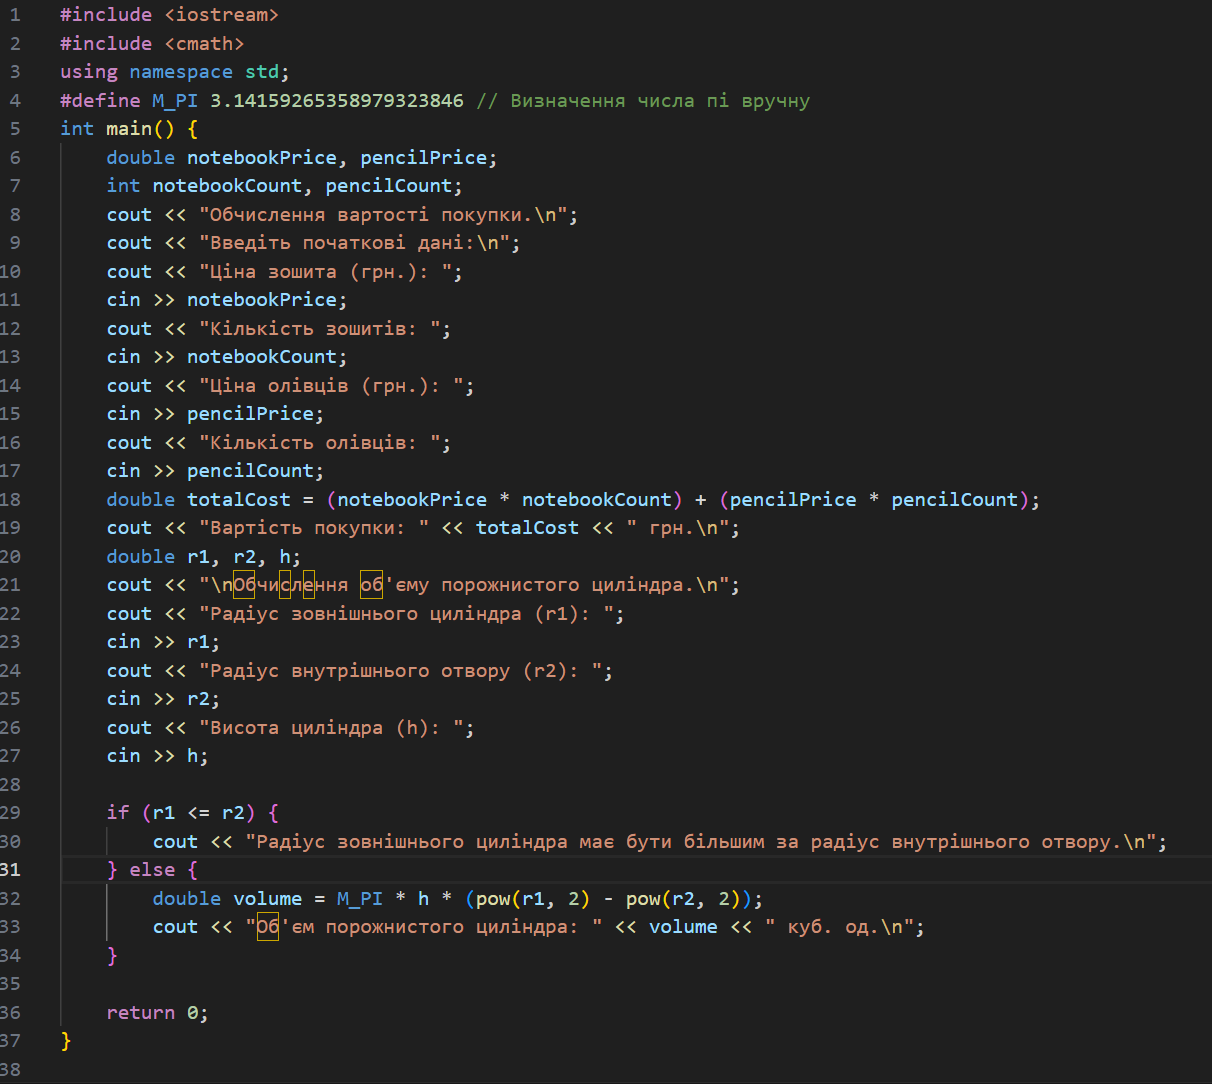 1 #include <iostream>
2 #include <cmath>
3 using namespace std;
4 #define M_PI 3.14159265358979323846 // Визначення числа пі вручну
5 int main() {
6     double notebookPrice, pencilPrice;
7     int notebookCount, pencilCount;
8     cout << "Обчислення вартості покупки.\n";
9     cout << "Введіть початкові дані:\n";
10     cout << "Ціна зошита (грн.): ";
11     cin >> notebookPrice;
12     cout << "Кількість зошитів: ";
13     cin >> notebookCount;
14     cout << "Ціна олівців (грн.): ";
15     cin >> pencilPrice;
16     cout << "Кількість олівців: ";
17     cin >> pencilCount;
18     double totalCost = (notebookPrice * notebookCount) + (pencilPrice * pencilCount);
19     cout << "Вартість покупки: " << totalCost << " грн.\n";
20     double r1, r2, h;
21     cout << "\nОбчислення об'єму порожнистого циліндра.\n";
22     cout << "Радіус зовнішнього циліндра (r1): ";
23     cin >> r1;
24     cout << "Радіус внутрішнього отвору (r2): ";
25     cin >> r2;
26     cout << "Висота циліндра (h): ";
27     cin >> h;
28
29     if (r1 <= r2) {
30         cout << "Радіус зовнішнього циліндра має бути більшим за радіус внутрішнього отвору.\n";
31     } else {
32         double volume = M_PI * h * (pow(r1, 2) - pow(r2, 2));
33         cout << "Об'єм порожнистого циліндра: " << volume << " куб. од.\n";
34     }
35
36     return 0;
37 }
38